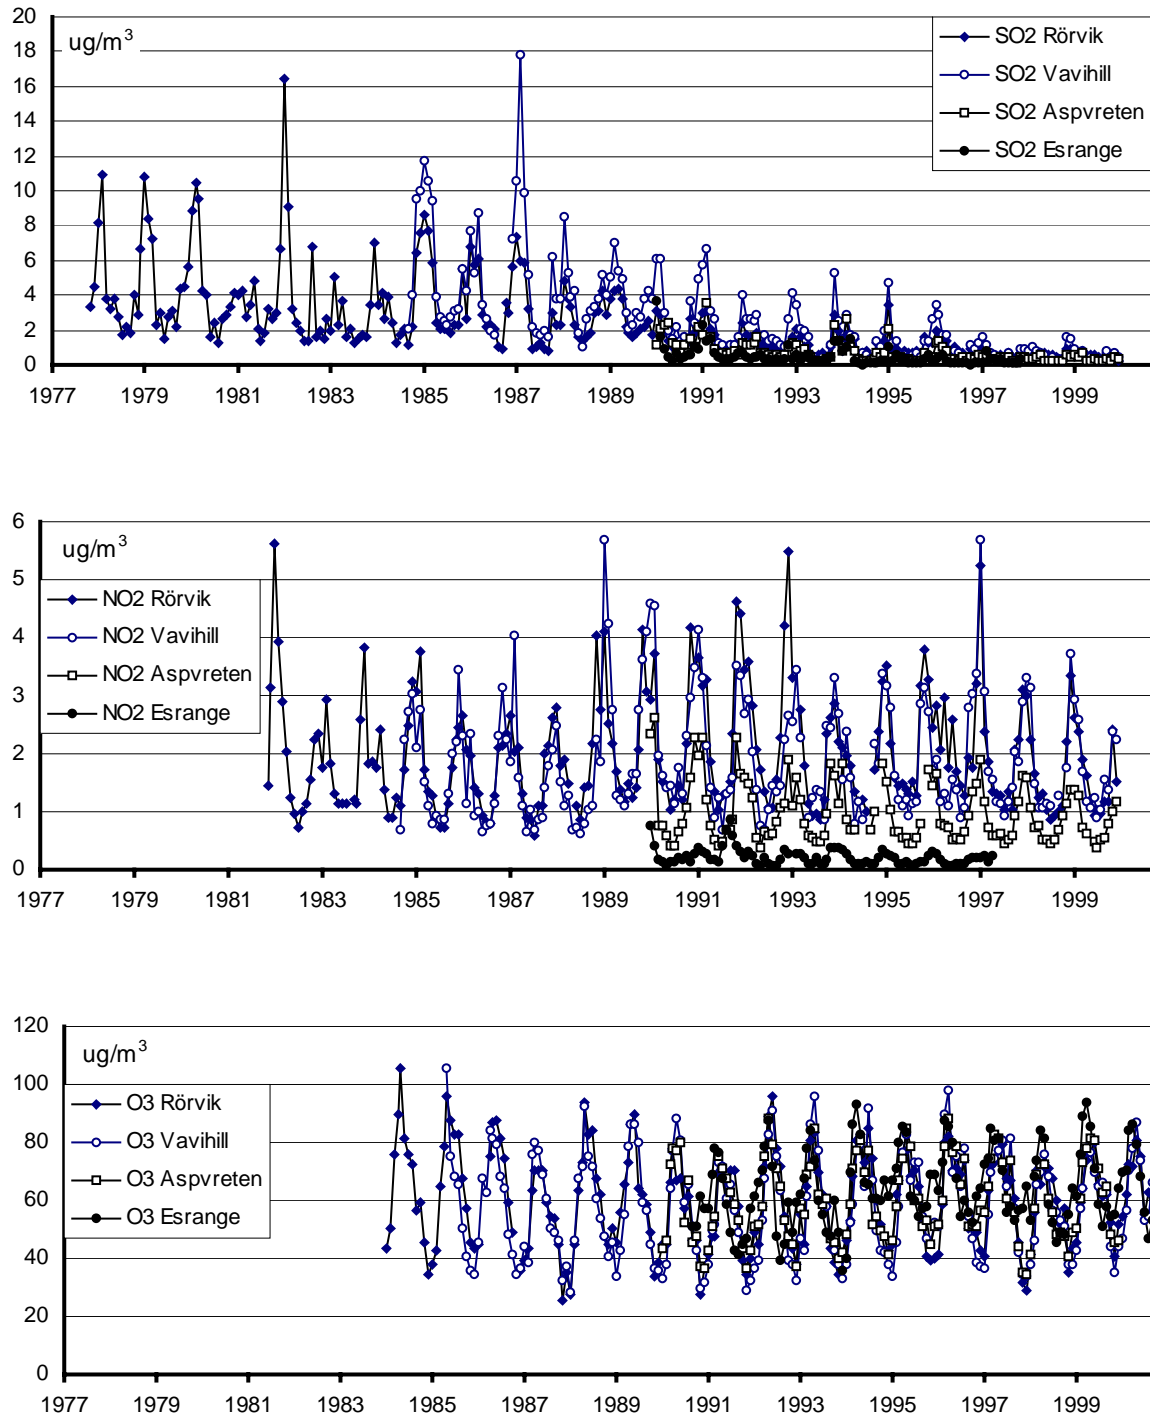 20
18
16
14
12
10
8
6
4
2
0
ug/m³
SO2 Rörvik
SO2 Vavihill
SO2 Aspvreten
SO2 Esrange
1977 1979 1981 1983 1985 1987 1989 1991 1993 1995 1997 1999
6
5
4
3
2
1
0
ug/m³
NO2 Rörvik
NO2 Vavihill
NO2 Aspvreten
NO2 Esrange
1977 1979 1981 1983 1985 1987 1989 1991 1993 1995 1997 1999
120
100
80
60
40
20
0
ug/m³
O3 Rörvik
O3 Vavihill
O3 Aspvreten
O3 Esrange
1977 1979 1981 1983 1985 1987 1989 1991 1993 1995 1997 1999